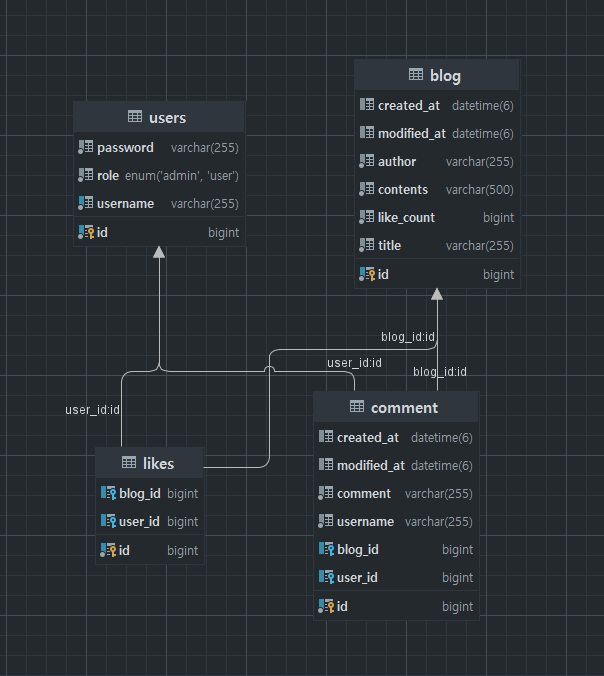 users
password varchar(255)
role enum('admin', 'user')
username varchar(255)
id bigint
blog
created_at datetime(6)
modified_at datetime(6)
author varchar(255)
contents varchar(500)
like_count bigint
title varchar(255)
id bigint
blog_id:id
user_id:id
blog_id:id
user_id:id
likes
blog_id bigint
user_id bigint
id bigint
comment
created_at datetime(6)
modified_at datetime(6)
comment varchar(255)
username varchar(255)
blog_id bigint
user_id bigint
id bigint